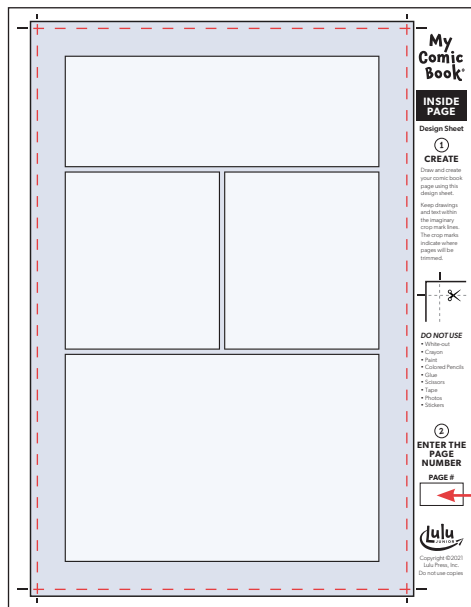 My
Comic
Book®
INSIDE
PAGE
Design Sheet
1
CREATE
Draw and create
your comic book
page using this
design sheet.
Keep drawings
and text within
the imaginary
crop mark lines.
The crop marks
indicate where
pages will be
trimmed.
DO NOT USE
• White-out
• Crayon
• Paint
• Colored Pencils
• Glue
• Scissors
• Tape
• Photos
• Stickers
2
ENTER THE
PAGE
NUMBER
PAGE #
Lulu
JUNIOR
Copyright ©2021
Lulu Press, Inc.
Do not use copies